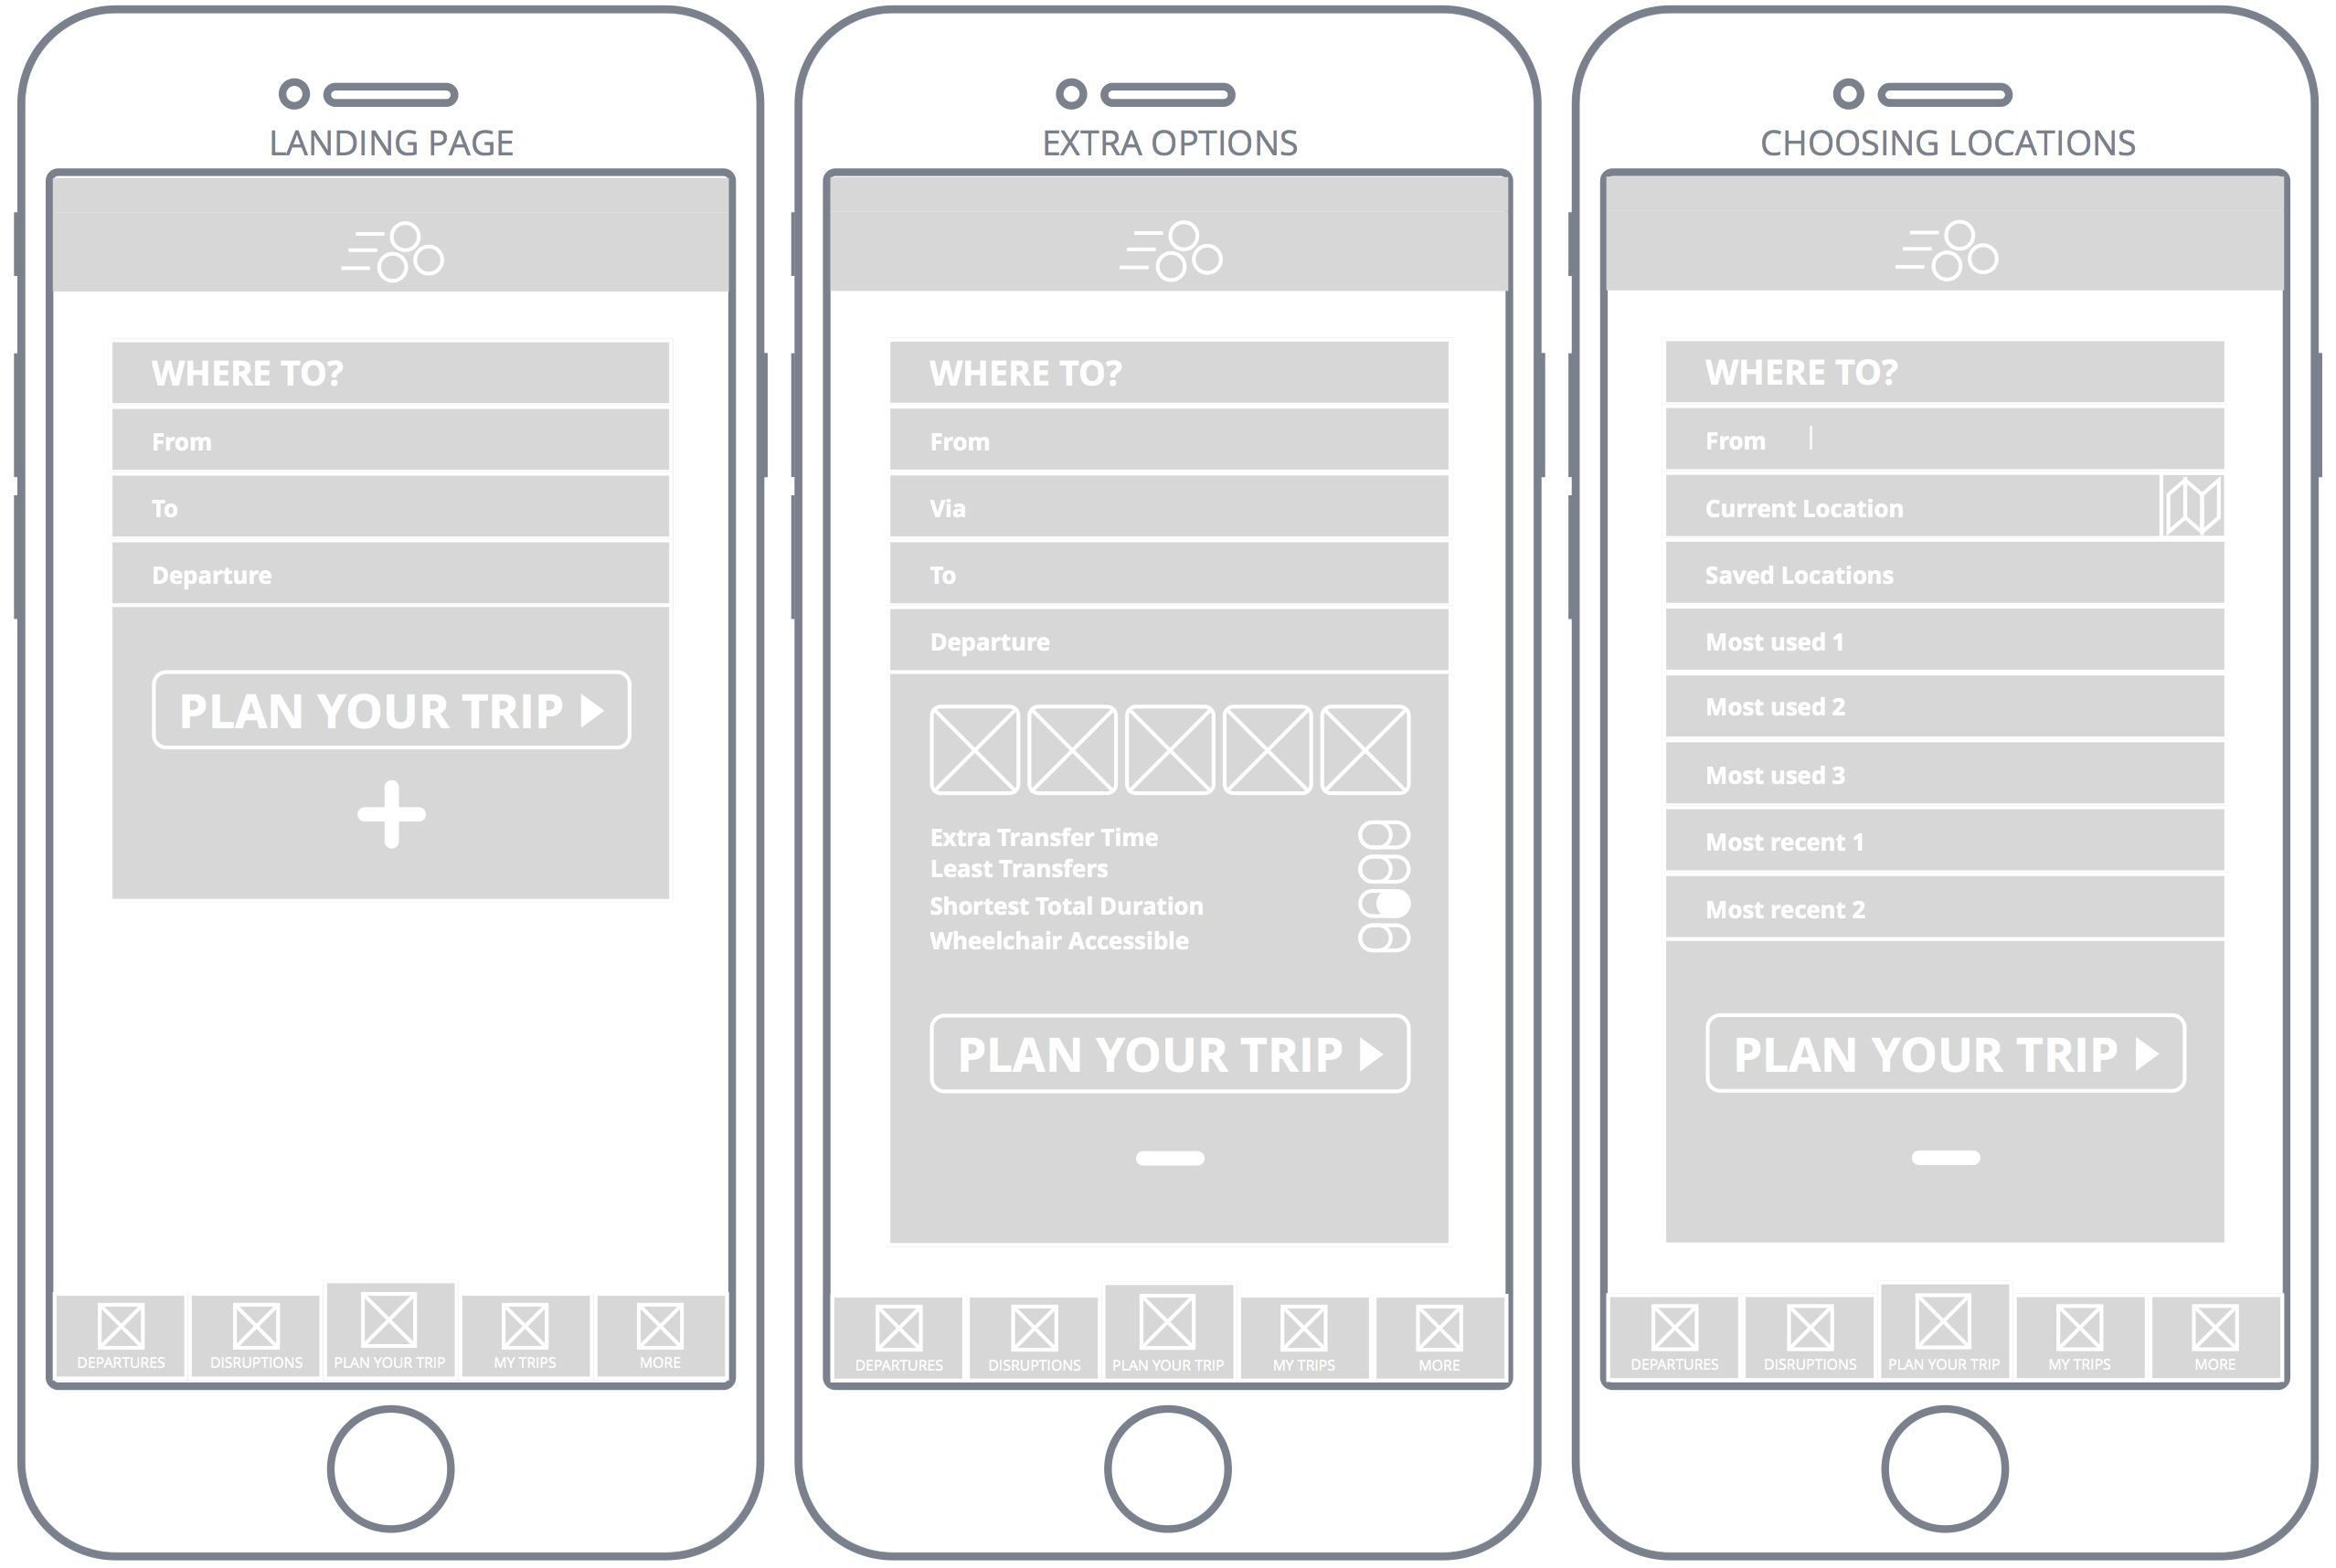 LANDING PAGE
WHERE TO?
From
To
Departure
PLAN YOUR TRIP
DEPARTURES
DISRUPTIONS
PLAN YOUR TRIP
MY TRIPS
MORE
EXTRA OPTIONS
WHERE TO?
From
Via
To
Departure
Extra Transfer Time
Least Transfers
Shortest Total Duration
Wheelchair Accessible
PLAN YOUR TRIP
DEPARTURES
DISRUPTIONS
PLAN YOUR TRIP
MY TRIPS
MORE
CHOOSING LOCATIONS
WHERE TO?
From
Current Location
Saved Locations
Most used 1
Most used 2
Most used 3
Most recent 1
Most recent 2
PLAN YOUR TRIP
DEPARTURES
DISRUPTIONS
PLAN YOUR TRIP
MY TRIPS
MORE